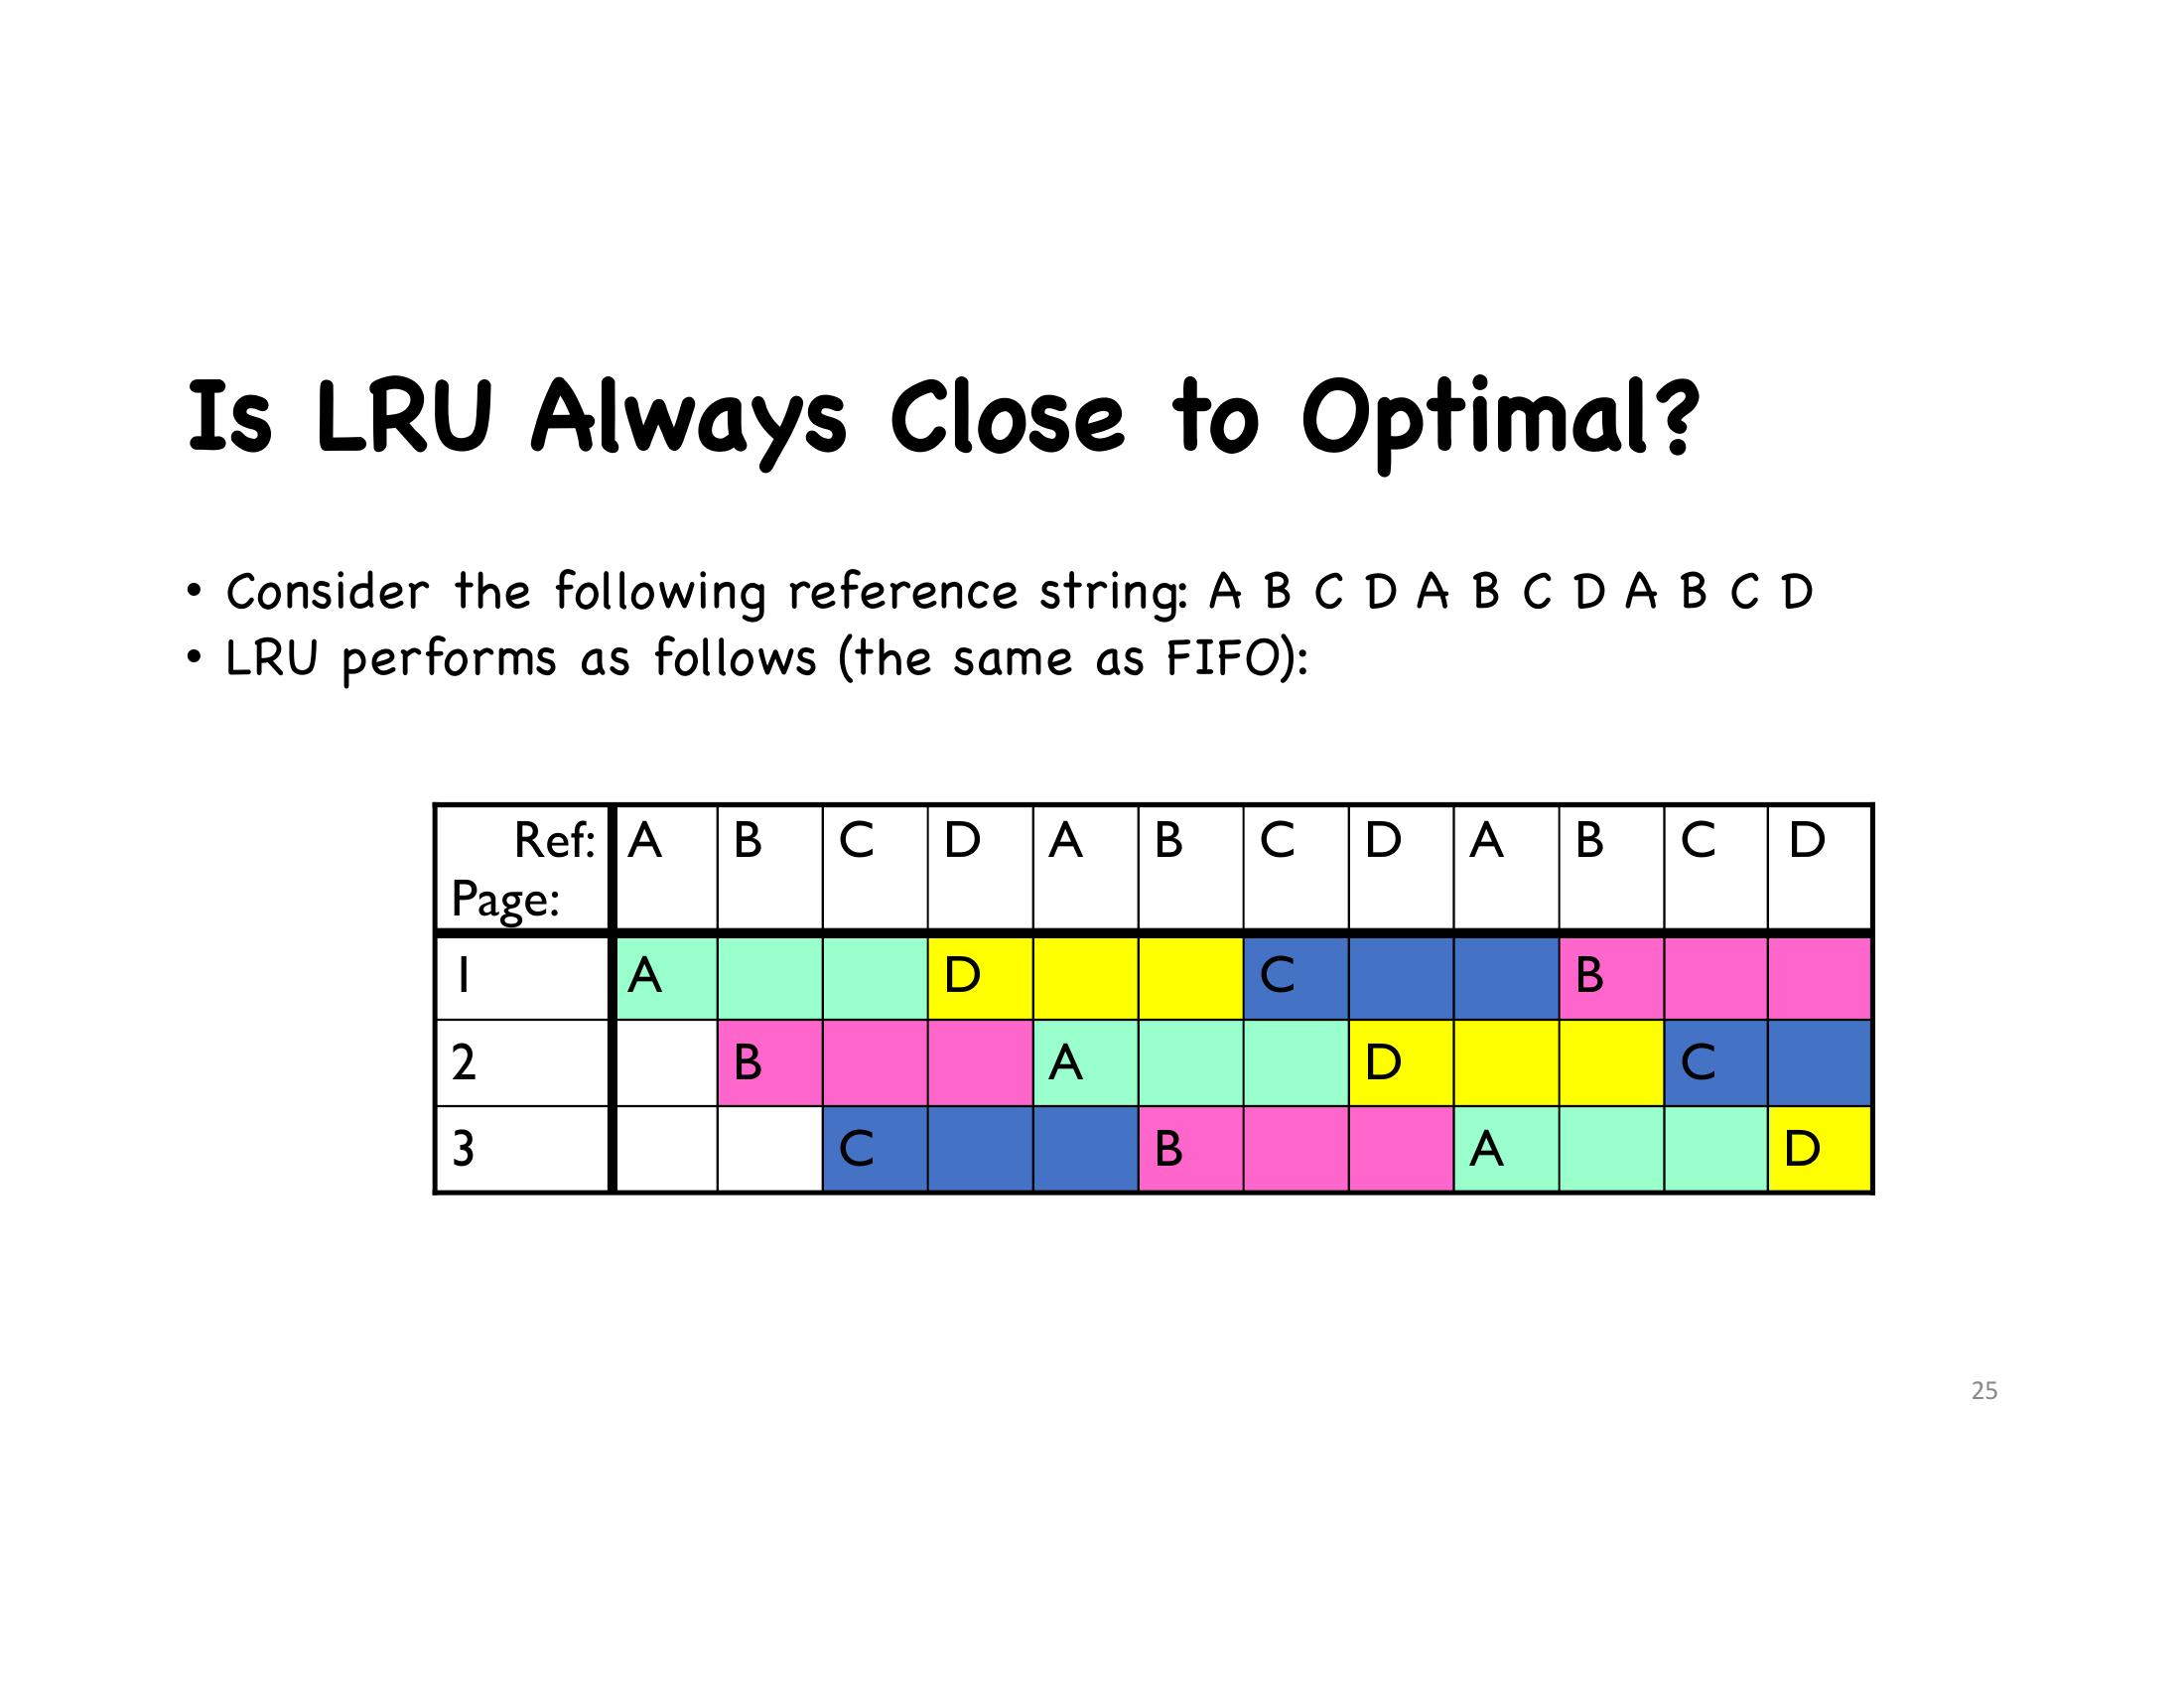 Is LRU Always Close to Optimal?
• Consider the following reference string: A B C D A B C D A B C D
• LRU performs as follows (the same as FIFO):
Ref: A B C D A B C D A B C D
Page:
1 A D C B
2 B A D C
3 C B A D
25